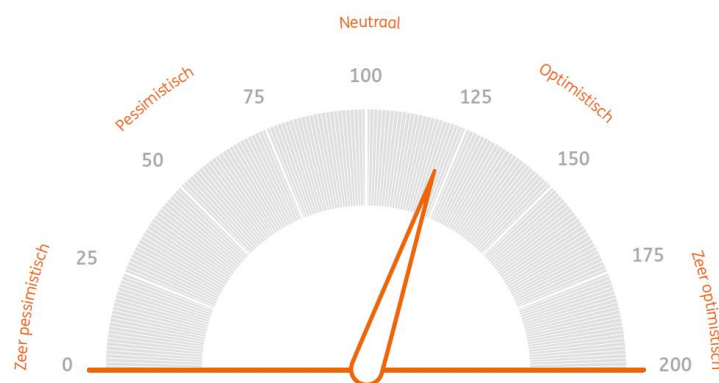 Neutraal
100
Pessimistisch
75
125
Optimistisch
50
150
Zeer pessimistisch
25
175
Zeer optimistisch
0
200